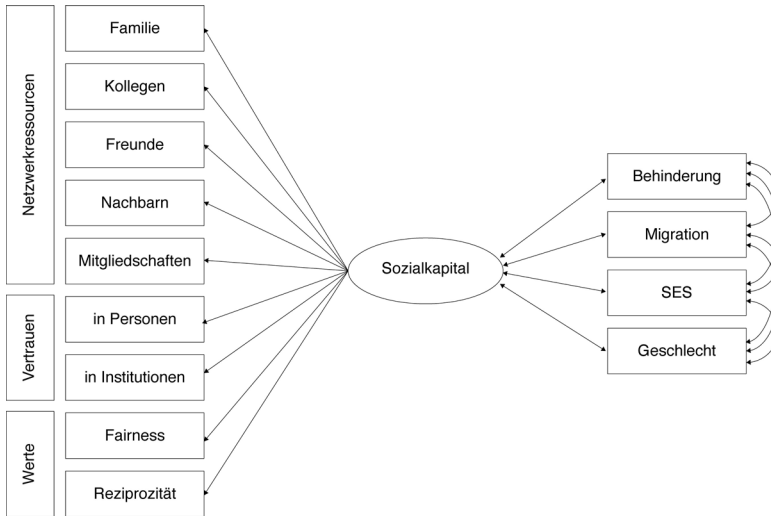 Netzwerkressourcen
Familie
Kollegen
Freunde
Nachbarn
Mitgliedschaften
Vertrauen
in Personen
in Institutionen
Werte
Fairness
Reziprozität
Sozialkapital
Behinderung
Migration
SES
Geschlecht